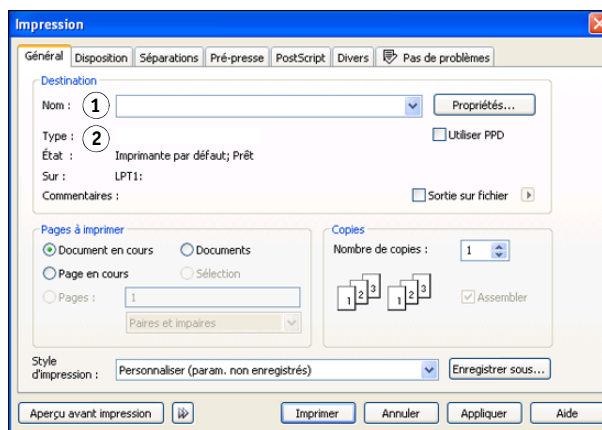 Impression
Général Disposition Séparations Pré-presse PostScript Divers Pas de problèmes
Destination
Nom : 1 Propriétés...
Type : 2 Utiliser PPD
État : Imprimante par défaut; Prêt
Sur : LPT1:
Commentaires : Sortie sur fichier
Pages à imprimer
Document en cours Documents
Page en cours Sélection
Pages : 1
Paires et impaires
Copies
Nombre de copies : 1
1 2 3 1 2 3
Assembler
Style
d'impression : Personnaliser (param. non enregistrés) Enregistrer sous...
Aperçu avant impression Imprimer Annuler Appliquer Aide